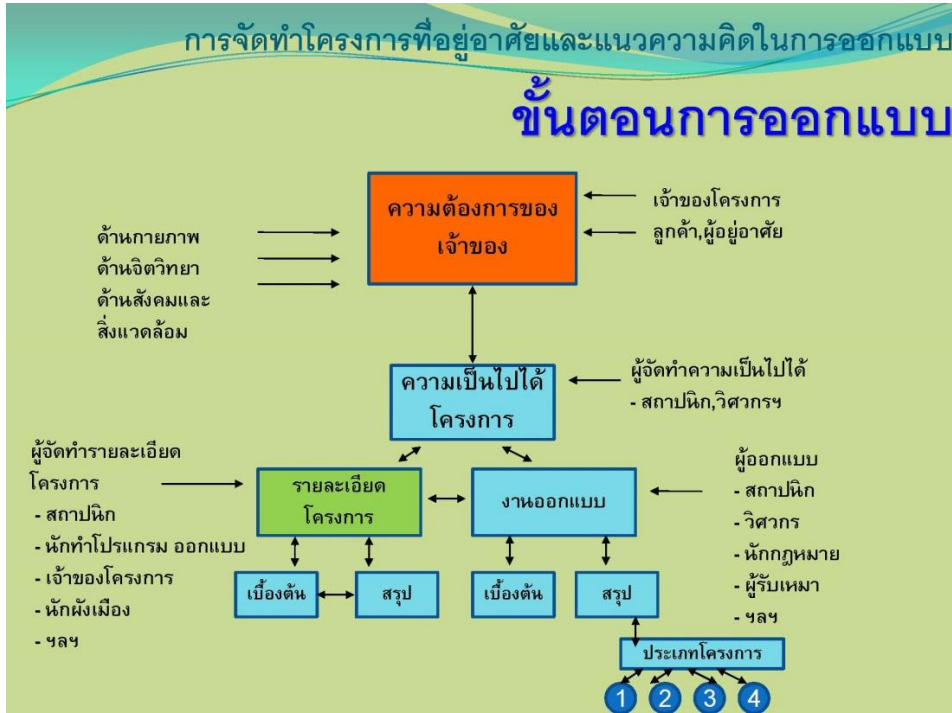 การจัดทำโครงการที่อยู่อาศัยและแนวความคิดในการออกแบบ
ขั้นตอนการออกแบบ
ความต้องการของ
เจ้าของ
เจ้าของโครงการ
ลูกค้า,ผู้อยู่อาศัย
ด้านกายภาพ
ด้านจิตวิทยา
ด้านสังคมและ
สิ่งแวดล้อม
ความเป็นไปได้
โครงการ
ผู้จัดทำความเป็นไปได้
- สถาปนิก,วิศวกรฯ
ผู้จัดทำรายละเอียด
โครงการ
- สถาปนิก
- นักทำโปรแกรม ออกแบบ
- เจ้าของโครงการ
- นักผังเมือง
- ฯลฯ
รายละเอียด
โครงการ
งานออกแบบ
ผู้ออกแบบ
- สถาปนิก
- วิศวกร
- นักกฎหมาย
- ผู้รับเหมา
- ฯลฯ
เบื้องต้น
สรุป
เบื้องต้น
สรุป
ประเภทโครงการ
1 2 3 4